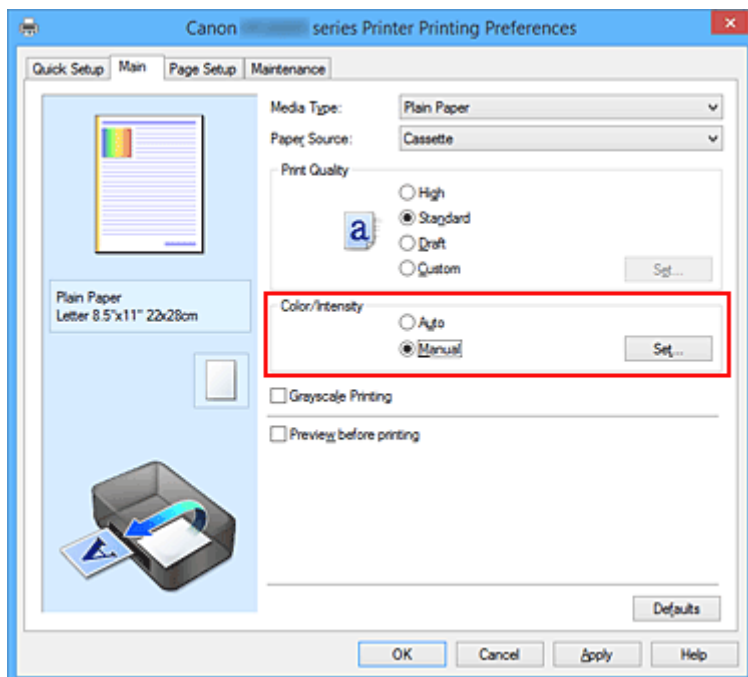 Canon series Printer Printing Preferences
Quick Setup Main Page Setup Maintenance
Media Type: Plain Paper
Paper Source: Cassette
Print Quality
High
a Standard
Draft
Custom Set...
Plain Paper
Letter 8.5"x11" 22x28cm
Color/Intensity
Auto
Manual Set...
Grayscale Printing
Preview before printing
A
Defaults
OK Cancel Apply Help